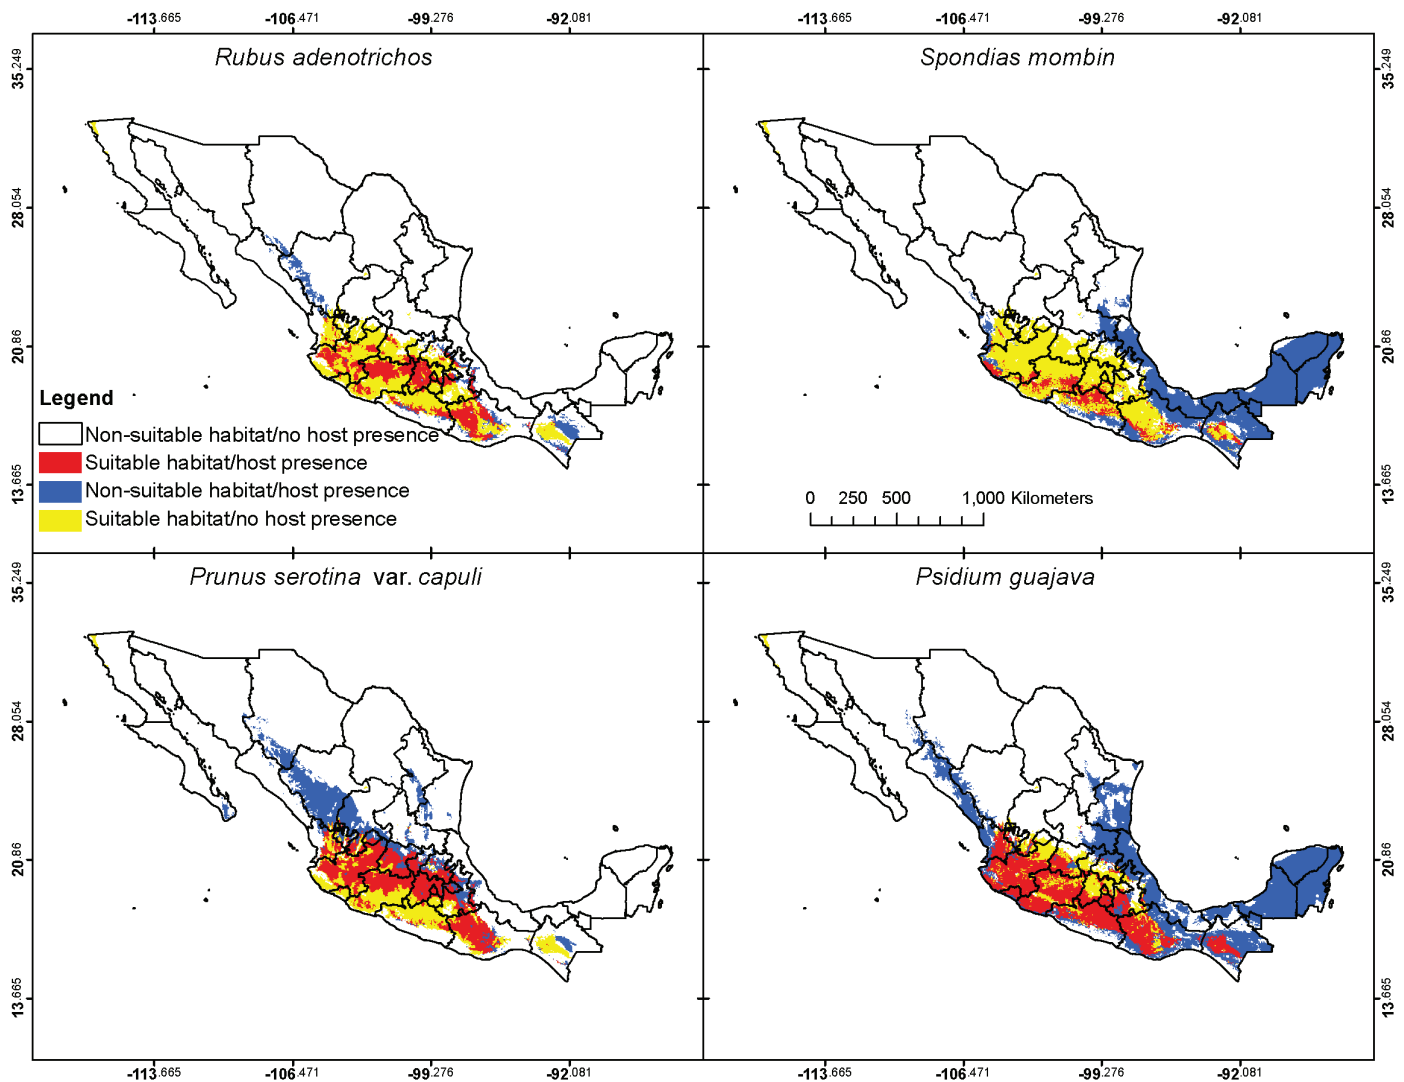 -113.665 -106.471 -99.276 -92.081 -113.665 -106.471 -99.276 -92.081
Rubus adenotrichos
Spondias mombin
35.249 35.249
28.054 28.054
20.86 20.86
13.665 13.665
Legend
Non-suitable habitat/no host presence
Suitable habitat/host presence
Non-suitable habitat/host presence
Suitable habitat/no host presence
0 250 500 1,000 Kilometers
Prunus serotina var. capuli
Psidium guajava
35.249 35.249
28.054 28.054
20.86 20.86
13.665 13.665
-113.665 -106.471 -99.276 -92.081 -113.665 -106.471 -99.276 -92.081